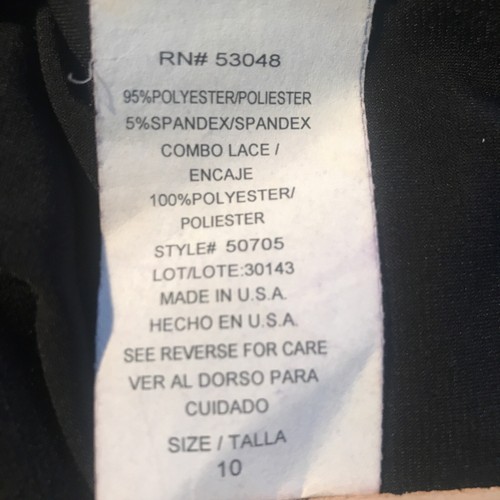 RN# 53048
95%POLYESTER/POLIESTER
5%SPANDEX/SPANDEX
COMBO LACE /
ENCAJE
100%POLYESTER/
POLIESTER
STYLE# 50705
LOT/LOTE:30143
MADE IN U.S.A.
HECHO EN U.S.A.
SEE REVERSE FOR CARE
VER AL DORSO PARA
CUIDADO
SIZE / TALLA
10